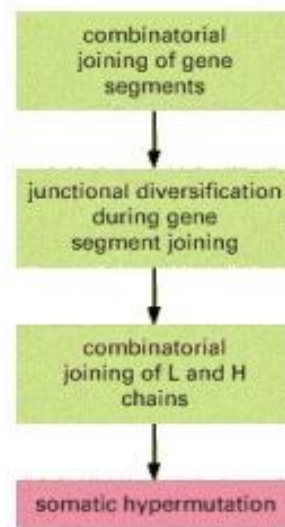 combinatorial
joining of gene
segments
junctional diversification
during gene
segment joining
combinatorial
joining of L and H
chains
somatic hypermutation